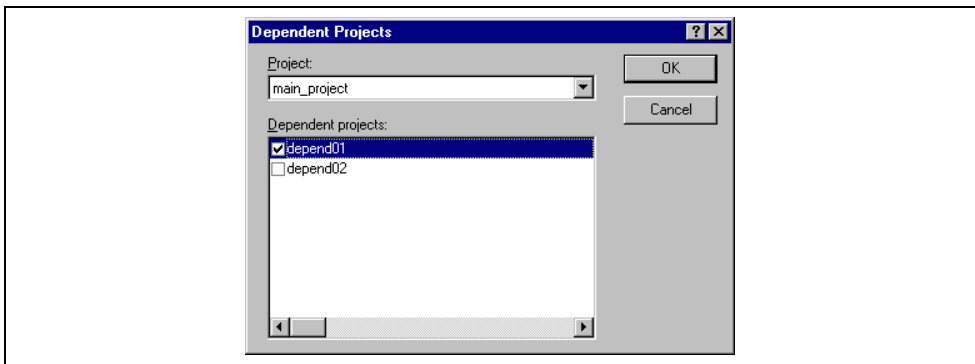 Dependent Projects
Project:
main_project
OK
Cancel
Dependent projects:
depend01
depend02